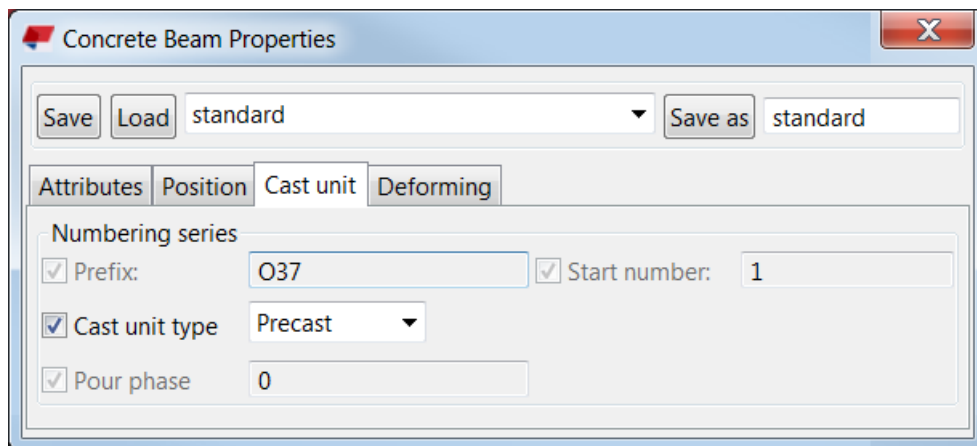 Concrete Beam Properties
Save Load standard Save as standard
Attributes Position Cast unit Deforming
Numbering series
Prefix: O37 Start number: 1
Cast unit type Precast
Pour phase 0